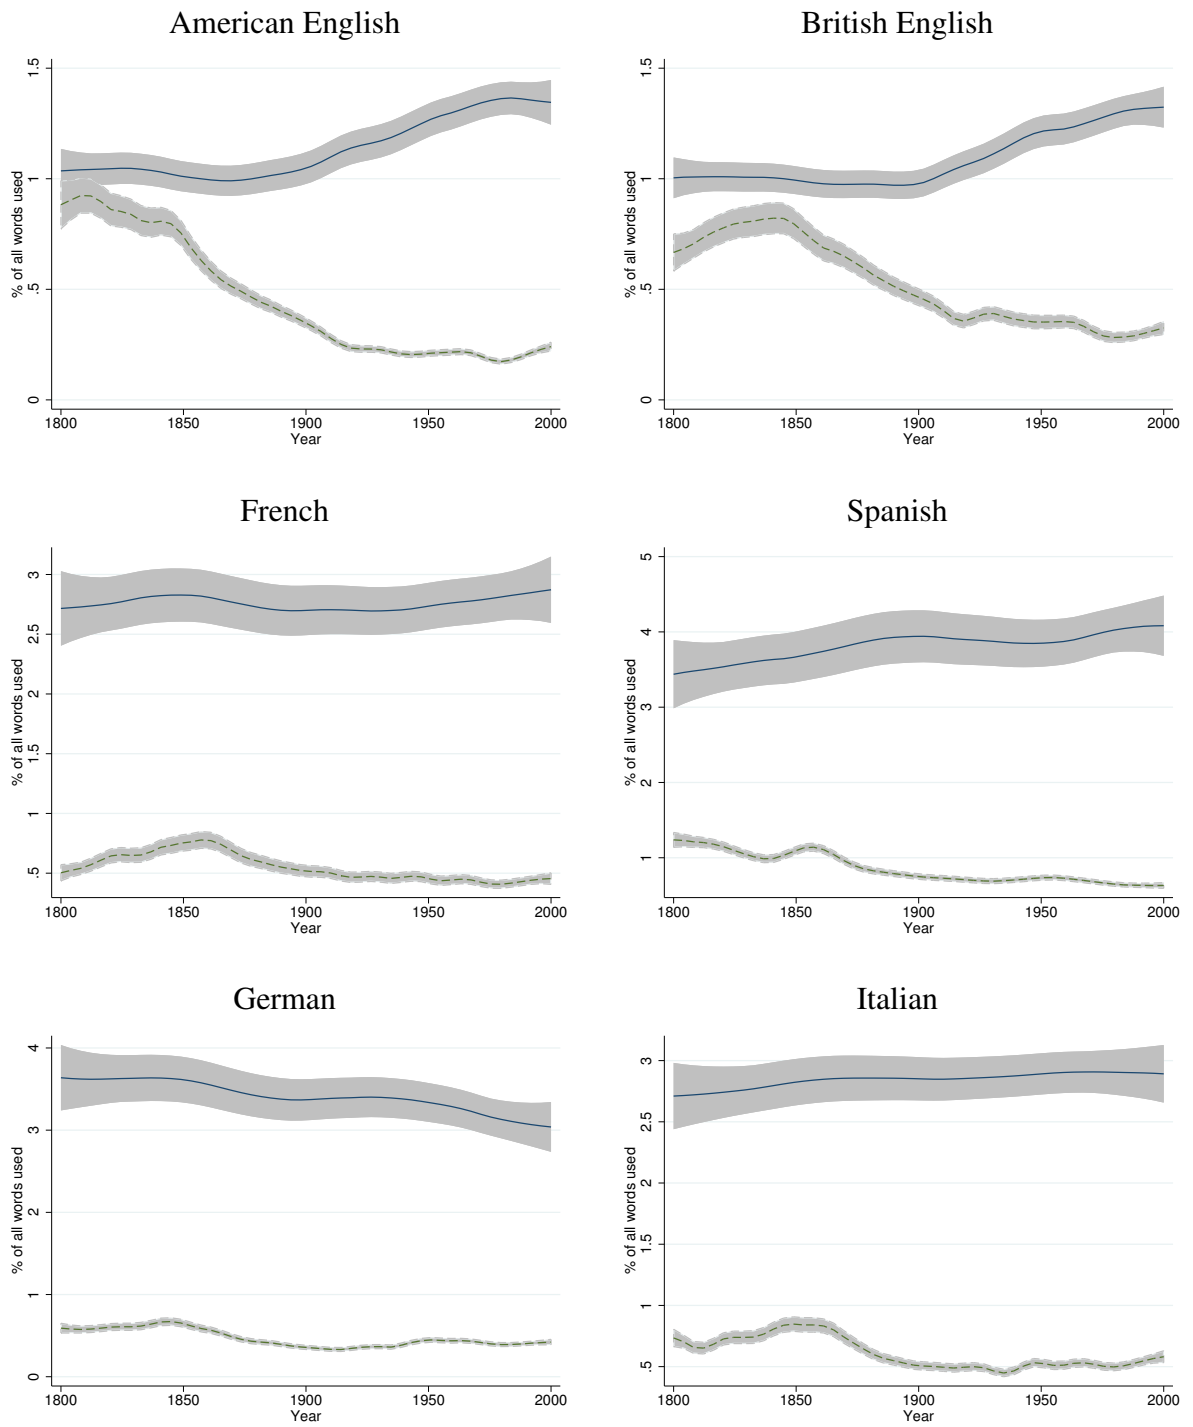 American English
% of all words used
1.5
1
.5
0
1800 1850 1900 1950 2000
Year
British English
% of all words used
1.5
1
.5
0
1800 1850 1900 1950 2000
Year
French
% of all words used
3
2.5
2
1.5
1
.5
1800 1850 1900 1950 2000
Year
Spanish
% of all words used
5
4
3
2
1
1800 1850 1900 1950 2000
Year
German
% of all words used
4
3
2
1
0
1800 1850 1900 1950 2000
Year
Italian
% of all words used
3
2.5
2
1.5
1
.5
1800 1850 1900 1950 2000
Year